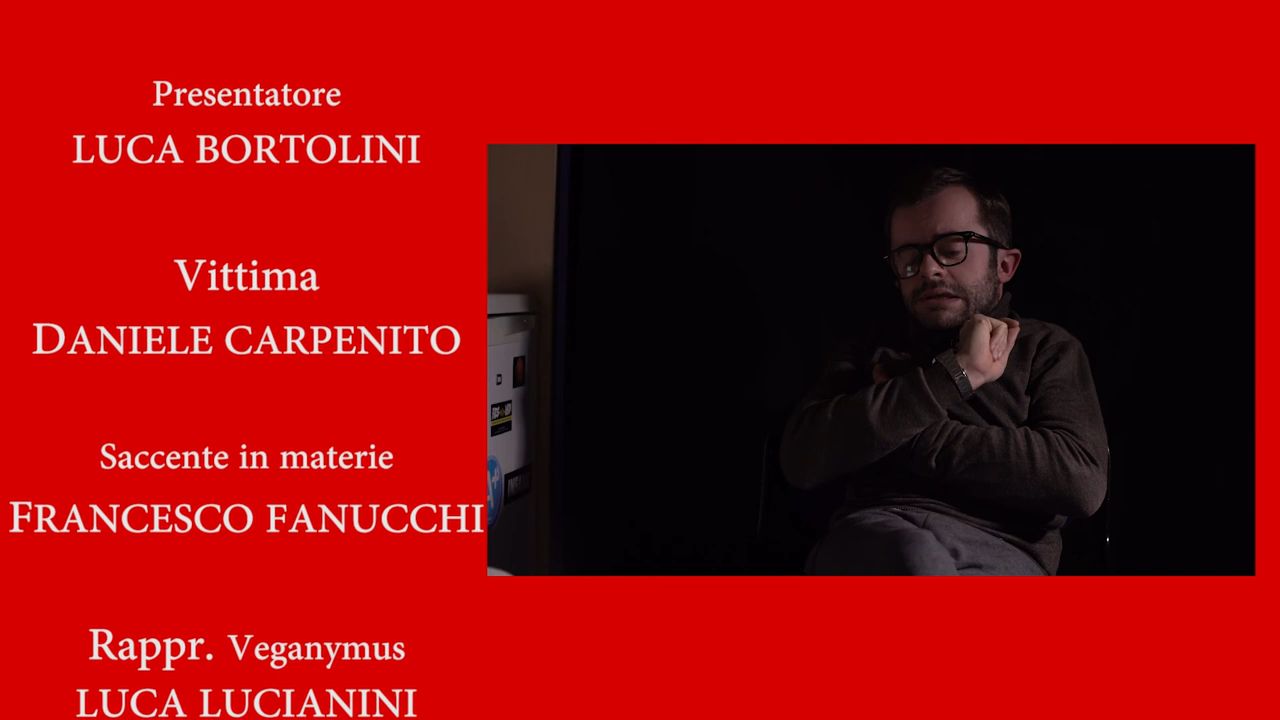 Presentatore
LUCA BORTOLINI
Vittima
DANIELE CARPENITO
Saccente in materie
FRANCESCO FANUCCHI
Rappr. Veganymus
LUCA LUCIANINI